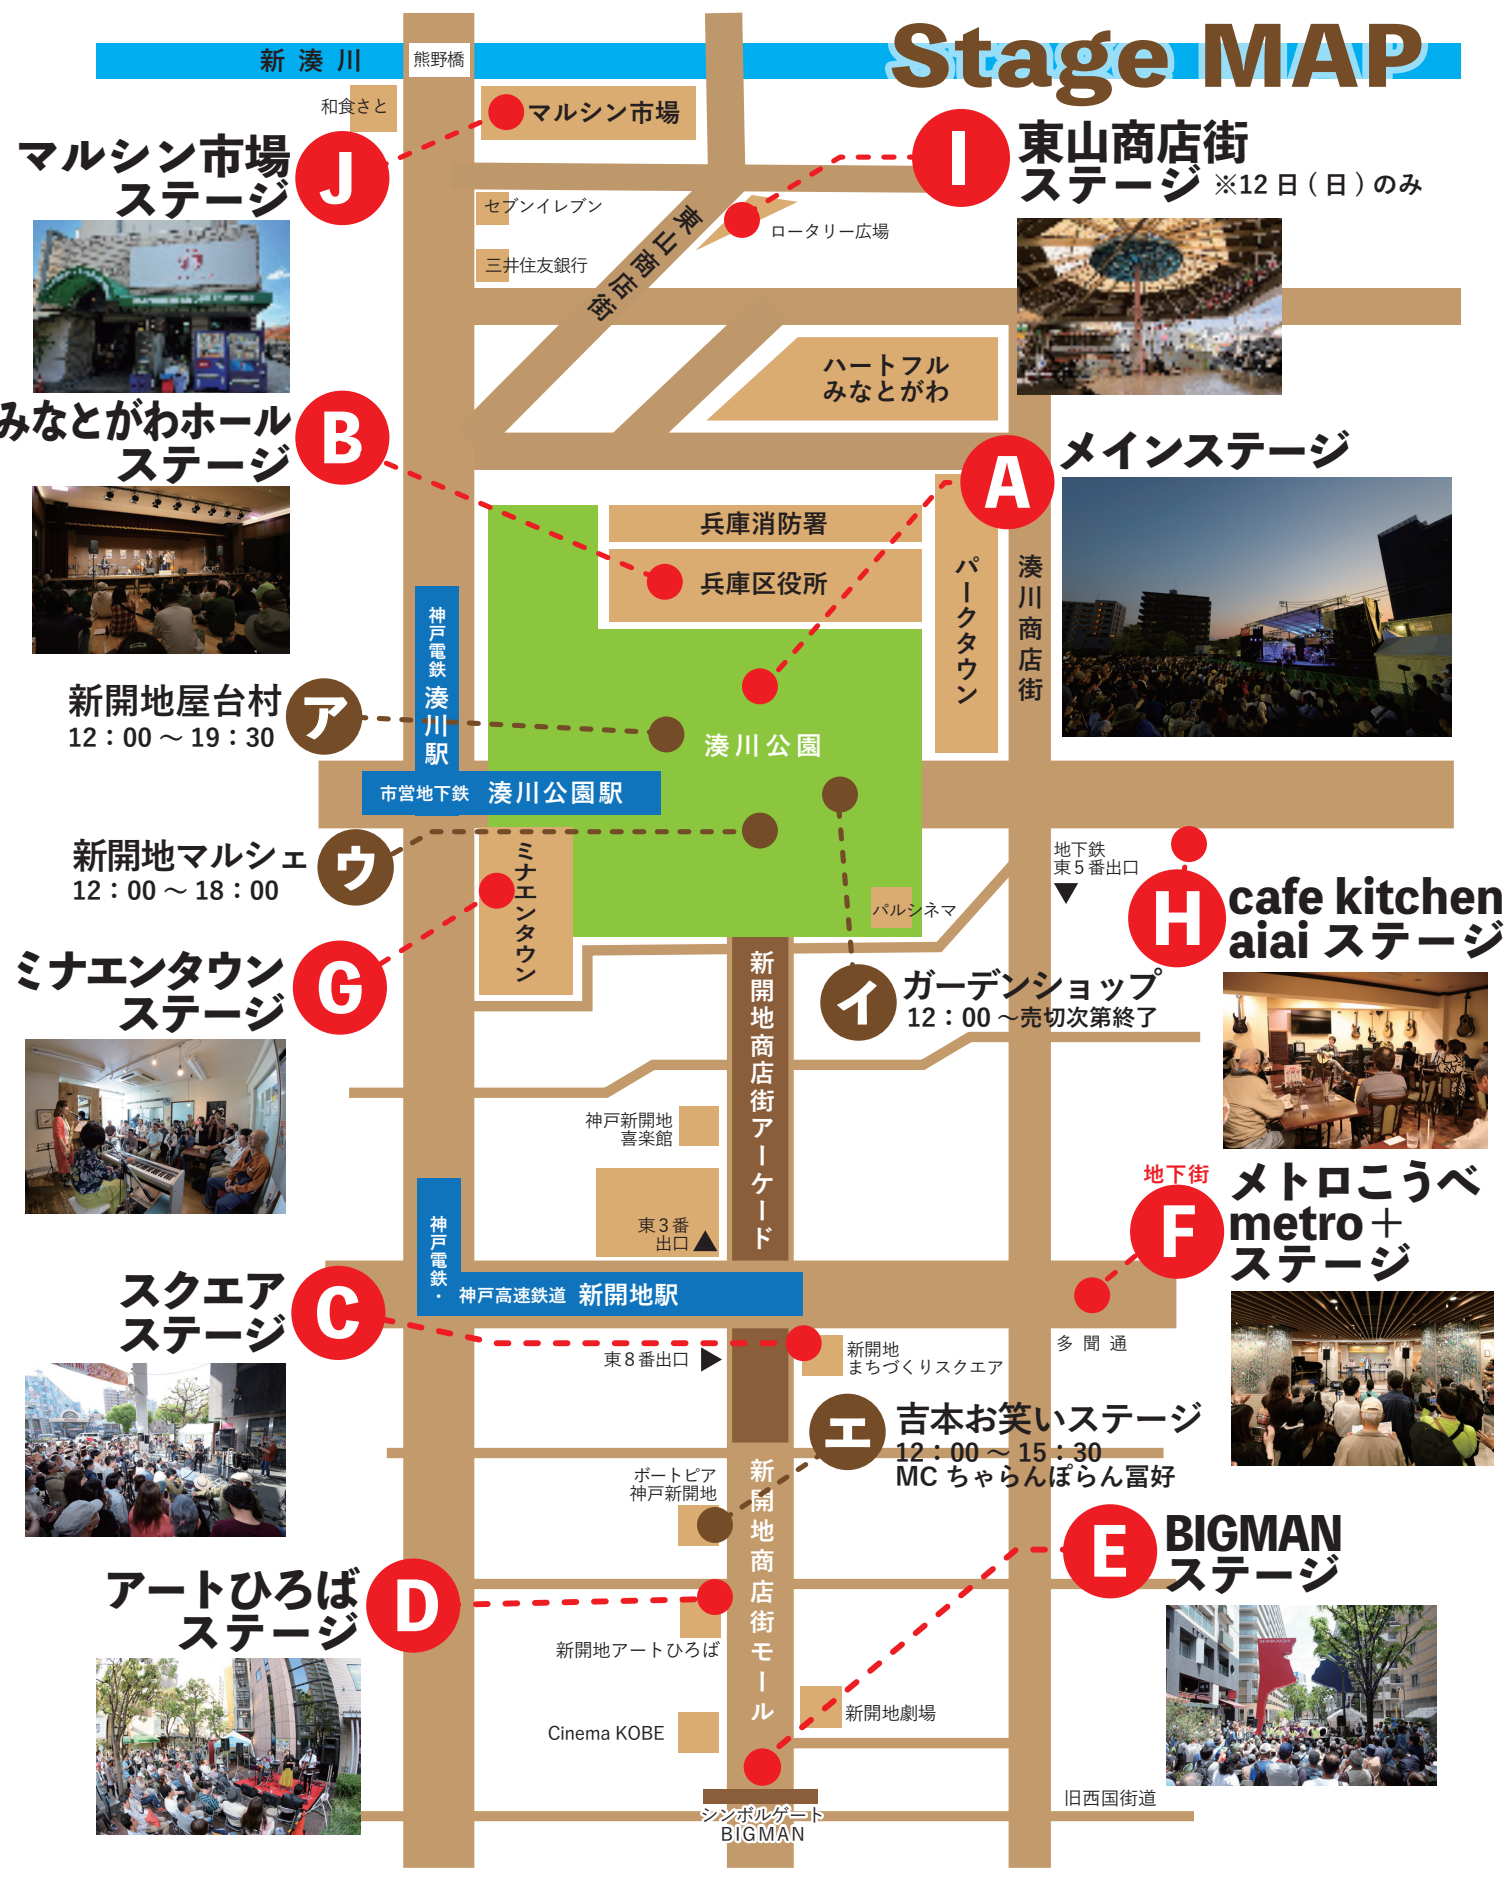 Stage MAP
新湊川
熊野橋
和食さと
マルシン市場
マルシン市場
ステージ
J
I
東山商店街
ステージ ※12日(日)のみ
セブンイレブン
三井住友銀行
東山商店街
ロータリー広場
ハートフル
みなとがわ
みなとがわホール
ステージ
B
A
メインステージ
兵庫消防署
兵庫区役所
パークタウン
湊川商店街
神戸電鉄 湊川駅
新開地屋台村
12：00～19：30
ア
湊川公園
市営地下鉄 湊川公園駅
新開地マルシェ
12：00～18：00
ウ
ミナエンタウン
地下鉄
東5番出口
パルシネマ
H
cafe kitchen
aiai ステージ
ミナエンタウン
ステージ
G
イ
ガーデンショップ
12：00～売切次第終了
新開地商店街アーケード
神戸新開地
喜楽館
東3番
出口
地下街
F
メトロこうべ
metro＋
ステージ
神戸電鉄・
神戸高速鉄道 新開地駅
スクエア
ステージ
C
東8番出口
新開地
まちづくりスクエア
多聞通
エ
吉本お笑いステージ
12：00～15：30
MC ちゃらんぽらん冨好
ボートピア
神戸新開地
新開地商店街モール
E
BIGMAN
ステージ
アートひろば
ステージ
D
新開地アートひろば
新開地劇場
Cinema KOBE
旧西国街道
シンボルゲート
BIGMAN